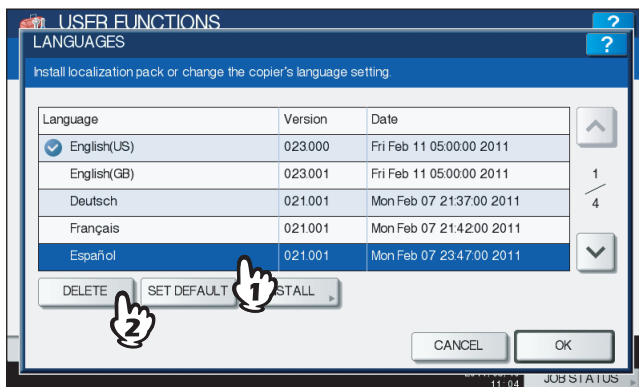 USER FUNCTIONS
?
LANGUAGES
?
Install localization pack or change the copier's language setting.
Language Version Date
English(US) 023.000 Fri Feb 11 05:00:00 2011
English(GB) 023.001 Fri Feb 11 05:00:00 2011
1
Deutsch 021.001 Mon Feb 07 21:37:00 2011
4
Français 021.001 Mon Feb 07 21:42:00 2011
Español 021.001 Mon Feb 07 23:47:00 2011
DELETE SET DEFAULT STALL
1
2
CANCEL OK
11:04 JOB STATUS